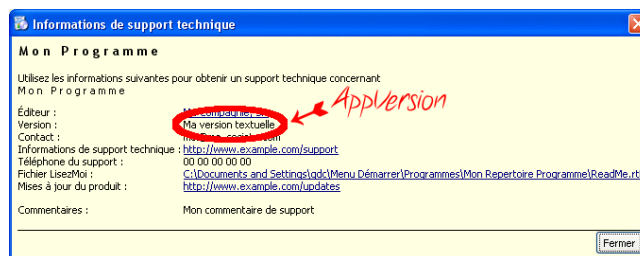 Informations de support technique
Mon Programme
Utilisez les informations suivantes pour obtenir un support technique concernant
Mon Programme
Éditeur :
Version : Ma version textuelle
AppVersion
Contact :
Informations de support technique : http://www.example.com/support
Téléphone du support : 00 00 00 00 00
Fichier LisezMoi : C:\Documents and Settings\gdc\Menu Démarrer\Programmes\Mon Repertoire Programme\ReadMe.rt
Mises à jour du produit : http://www.example.com/updates
Commentaires : Mon commentaire de support
Fermer